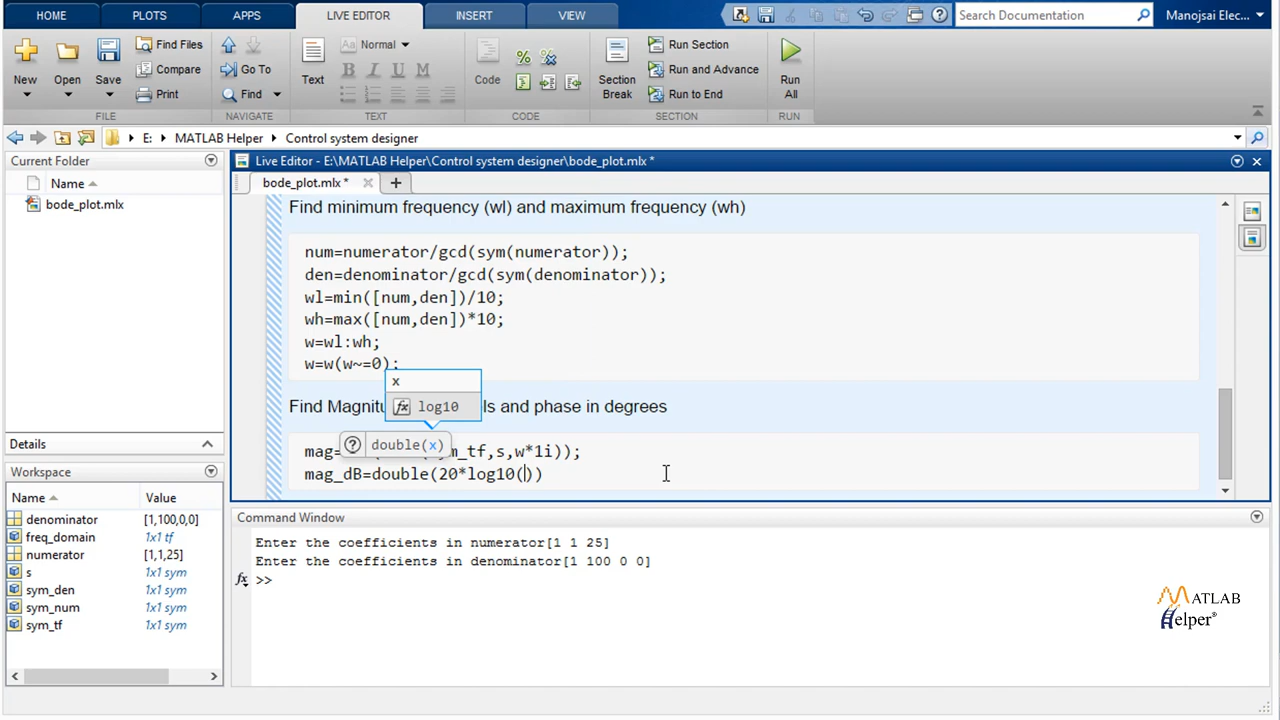 HOME PLOTS APPS LIVE EDITOR INSERT VIEW Search Documentation Manojsai Elec...
New Open Save Find Files Compare Print
Go To Find
Text Normal B I U M
Code
Section Break Run Section Run and Advance Run to End
Run All
FILE NAVIGATE TEXT CODE SECTION RUN
E: MATLAB Helper Control system designer
Current Folder
Name
bode_plot.mlx
Details
Workspace
Name Value
denominator [1,100,0,0]
freq_domain 1x1 tf
numerator [1,1,25]
s 1x1 sym
sym_den 1x1 sym
sym_num 1x1 sym
sym_tf 1x1 sym
Live Editor - E:\MATLAB Helper\Control system designer\bode_plot.mlx *
bode_plot.mlx *
Find minimum frequency (wl) and maximum frequency (wh)
num=numerator/gcd(sym(numerator));
den=denominator/gcd(sym(denominator));
wl=min([num,den])/10;
wh=max([num,den])*10;
w=wl:wh;
w=w(w~=0);
x
fx log10
Find Magnitu ls and phase in degrees
double(x)
mag= m_tf,s,w*1i));
mag_dB=double(20*log10())
Command Window
Enter the coefficients in numerator[1 1 25]
Enter the coefficients in denominator[1 100 0 0]
fx >>
MATLAB
Helper®